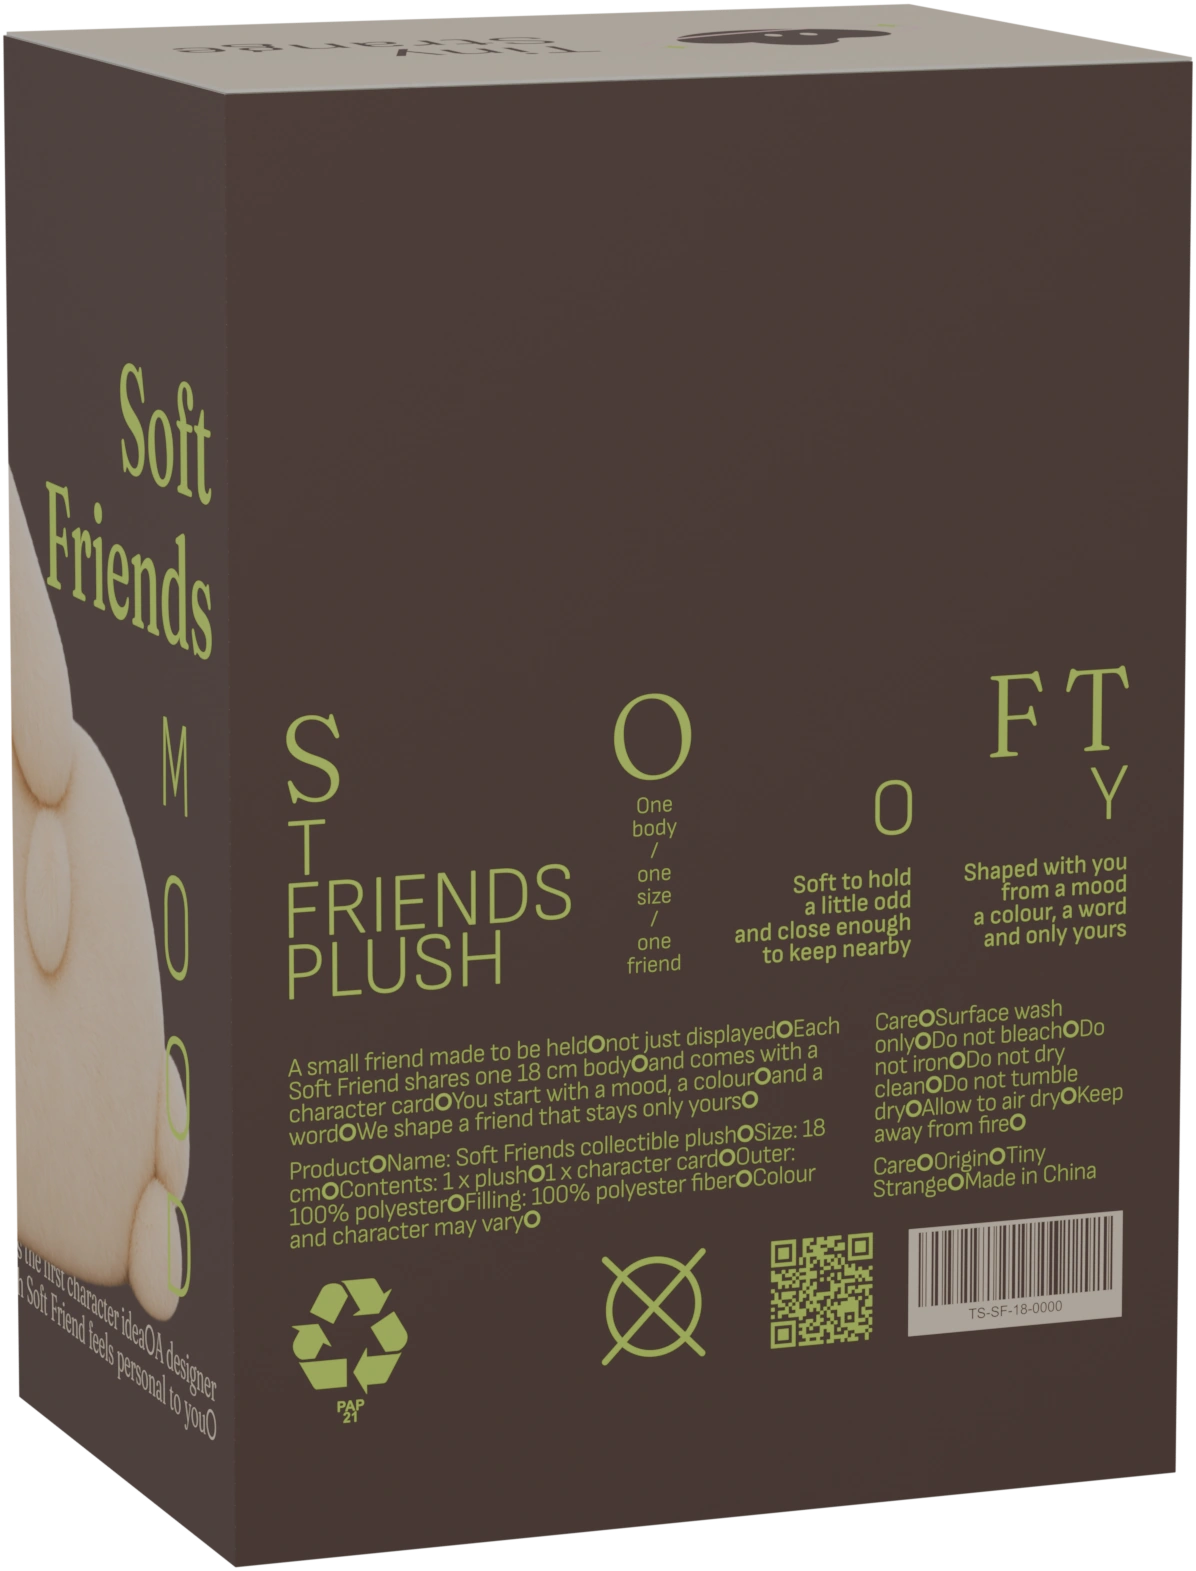 Tiny
Strange
Soft
Friends
M
O
O
D
the first character ideaOA designer
Soft Friend feels personal to youO
S O F T
T O Y
FRIENDS
PLUSH
One
body
/
one
size
/
one
friend
Soft to hold
a little odd
and close enough
to keep nearby
Shaped with you
from a mood
a colour, a word
and only yours
A small friend made to be heldOnot just displayedOEach
Soft Friend shares one 18 cm bodyOand comes with a
character cardOYou start with a mood, a colourOand a
wordOWe shape a friend that stays only yoursO
ProductOName: Soft Friends collectible plushOSize: 18
cmOContents: 1 x plushO1 x character cardOOuter:
100% polyesterOFilling: 100% polyester fiberOColour
and character may varyO
CareOSurface wash
onlyODo not bleachODo
not ironODo not dry
cleanODo not tumble
dryOAllow to air dryOKeep
away from fireO
CareOOriginOTiny
StrangeOMade in China
PAP
21
TS-SF-18-0000